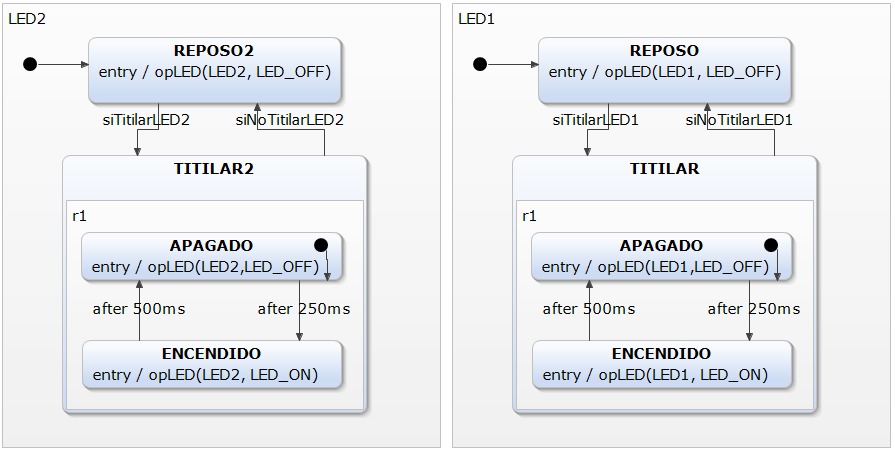 LED2
REPOSO2
entry / opLED(LED2, LED_OFF)
siTitilarLED2
siNoTitilarLED2
TITILAR2
r1
APAGADO
entry / opLED(LED2,LED_OFF)
after 500ms
after 250ms
ENCENDIDO
entry / opLED(LED2, LED_ON)
LED1
REPOSO
entry / opLED(LED1, LED_OFF)
siTitilarLED1
siNoTitilarLED1
TITILAR
r1
APAGADO
entry / opLED(LED1,LED_OFF)
after 500ms
after 250ms
ENCENDIDO
entry / opLED(LED1, LED_ON)